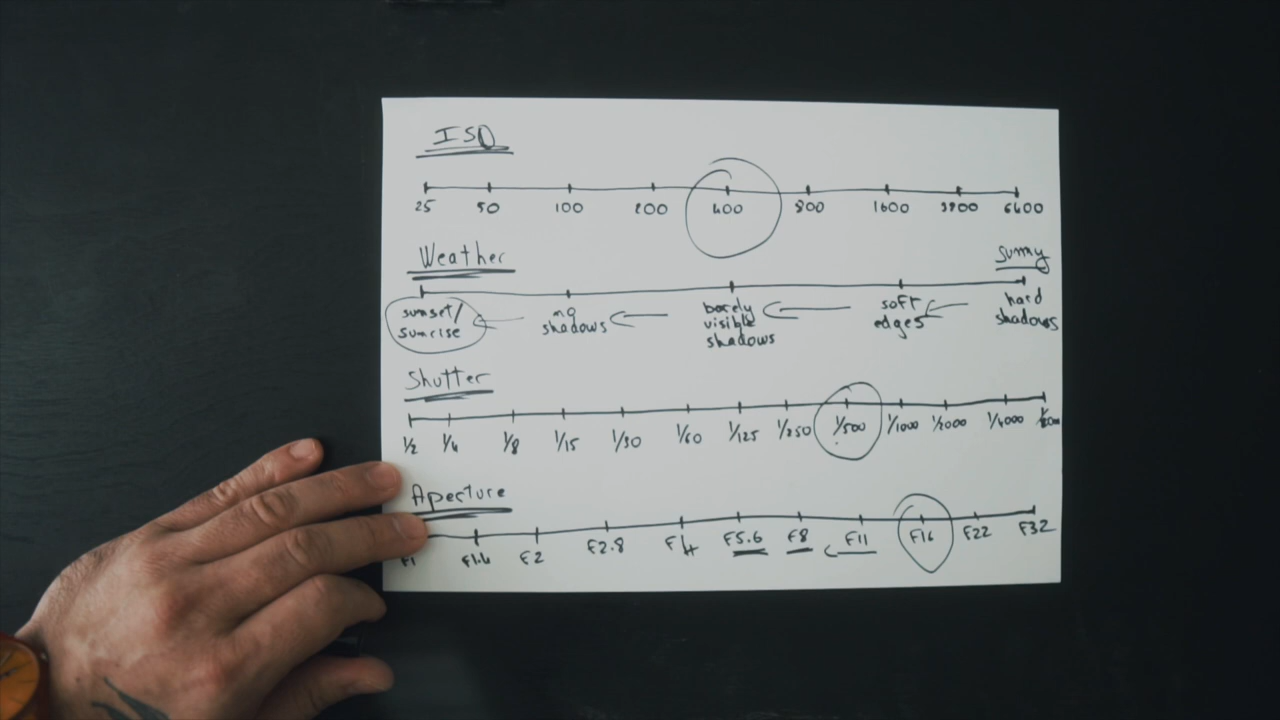 ISO
25 50 100 200 400 800 1600 3200 6400
Weather
sunny
sunset/
sunrise
no
shadows
barely
visible
shadows
soft
edges
hard
shadows
Shutter
1/2 1/4 1/8 1/15 1/30 1/60 1/125 1/250 1/500 1/1000 1/2000 1/4000
Aperture
F1 F1.4 F2 F2.8 F4 F5.6 F8 F11 F16 F22 F32